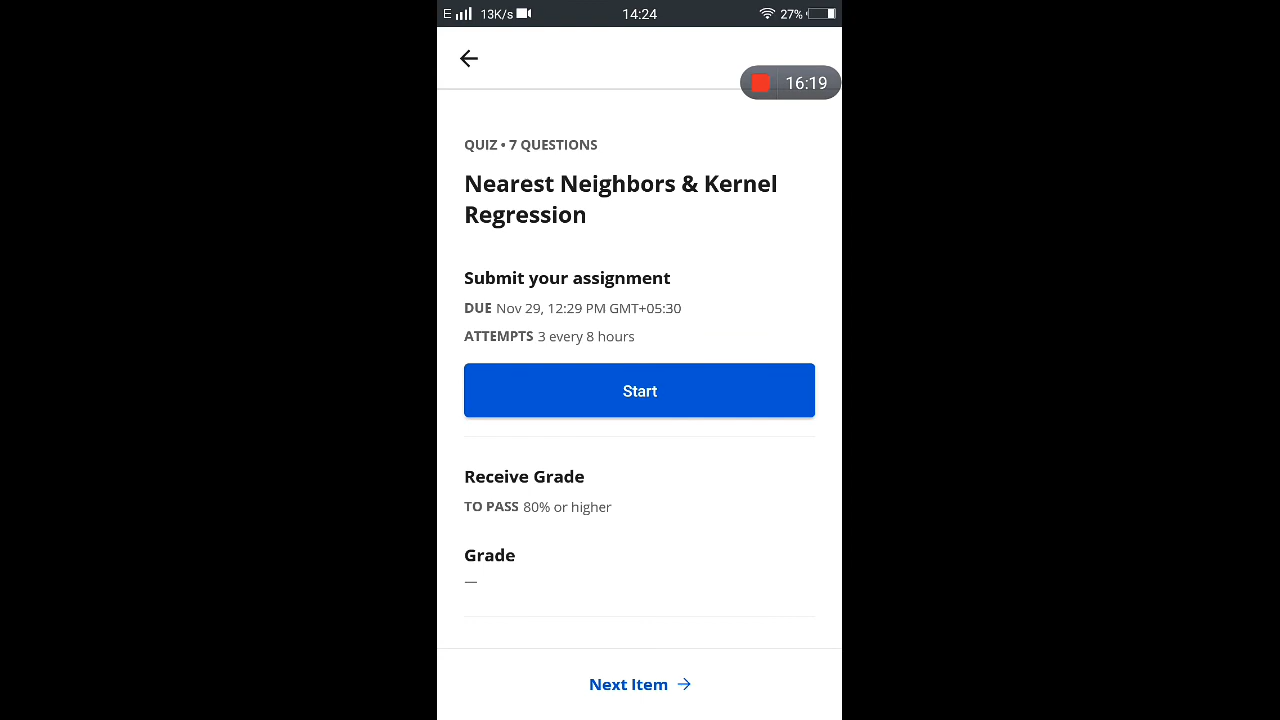 E 13K/s 14:24 27%
16:19
QUIZ • 7 QUESTIONS
Nearest Neighbors & Kernel
Regression
Submit your assignment
DUE Nov 29, 12:29 PM GMT+05:30
ATTEMPTS 3 every 8 hours
Start
Receive Grade
TO PASS 80% or higher
Grade
—
Next Item →